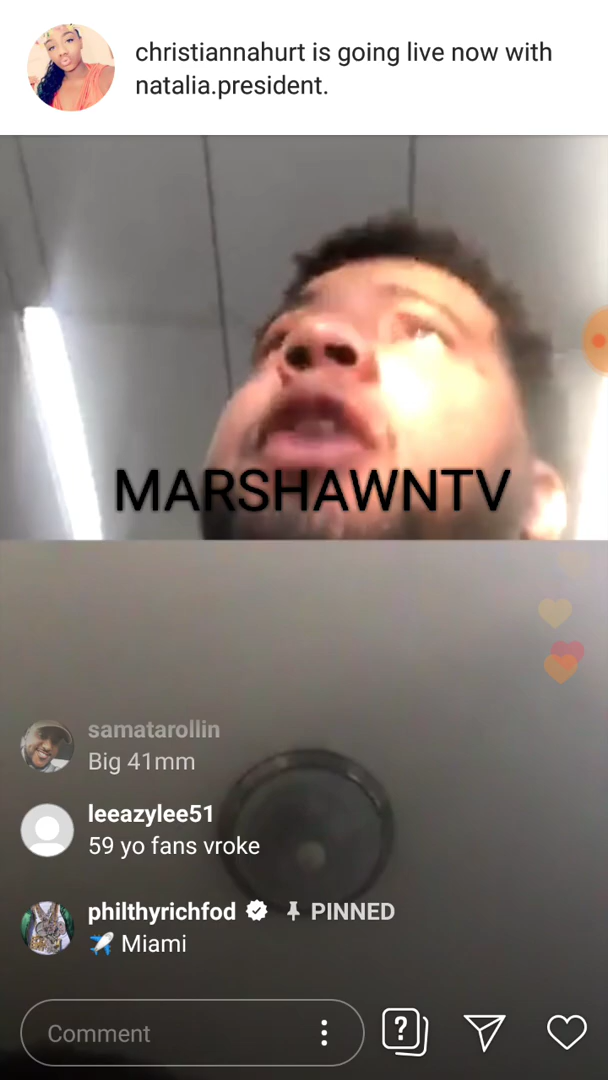 christiannahurt is going live now with
natalia.president.
MARSHAWNTV
samatarollin
Big 41mm
leeazylee51
59 yo fans vroke
philthyrichfod PINNED
✈️ Miami
Comment
?